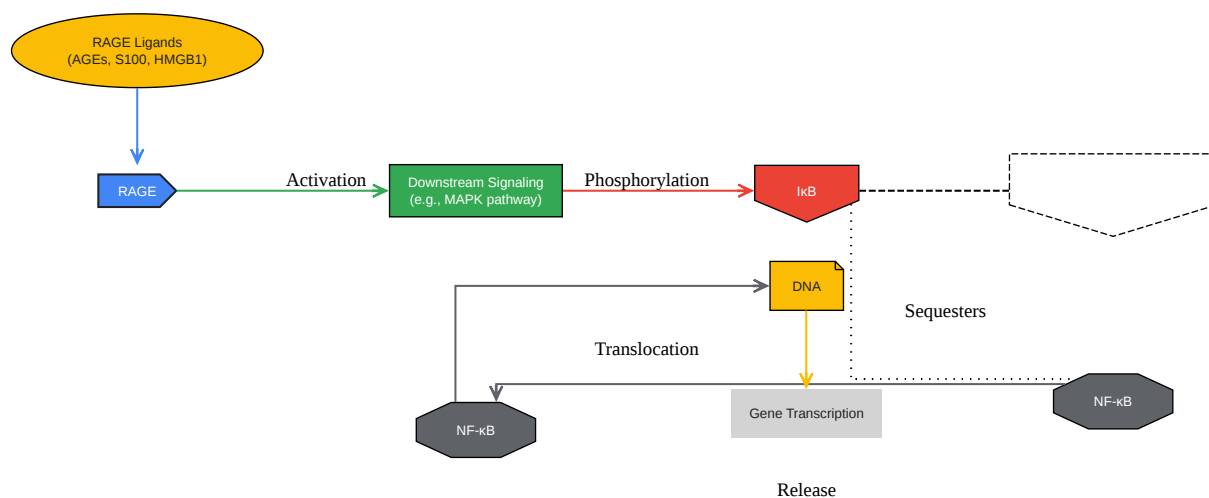 RAGE Ligands
(AGEs, S100, HMGB1)
RAGE
Activation
Downstream Signaling
(e.g., MAPK pathway)
Phosphorylation
IκB
DNA
Sequesters
Translocation
NF-κB
Gene Transcription
NF-κB
Release